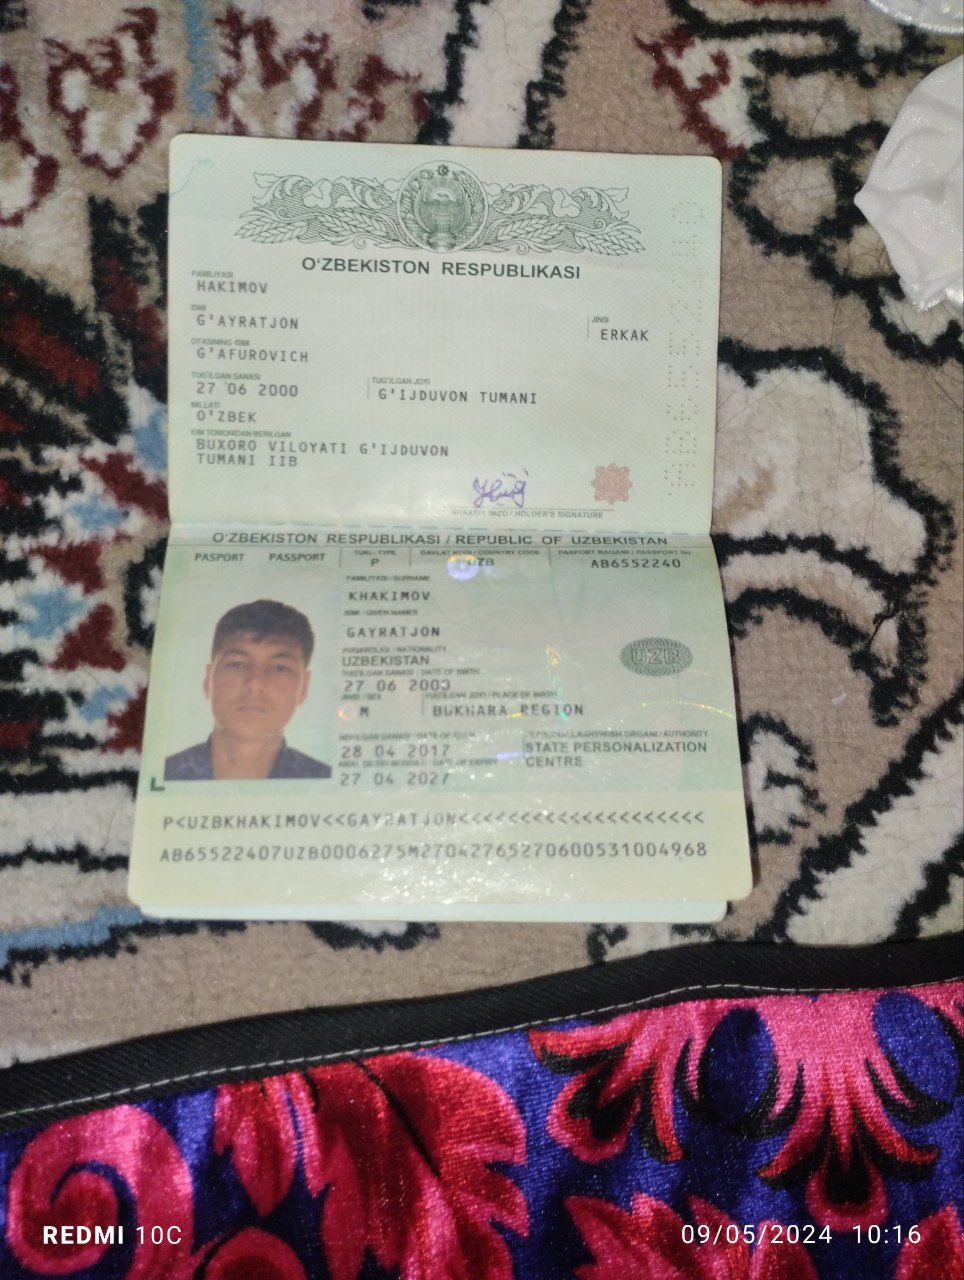 O'ZBEKISTON RESPUBLIKASI
FAMILIYASI
HAKIMOV
ISMI
G'AYRATJON
JINSI
ERKAK
OTASINING ISMI
G'AFUROVICH
TUG'ILGAN SANASI
27 06 2000
TUG'ILGAN JOYI
G'IJDUVON TUMANI
MILLATI
O'ZBEK
KIM TOMONIDAN BERILGAN
BUXORO VILOYATI G'IJDUVON
TUMANI IIB
SHAXSIY IMZO / HOLDER'S SIGNATURE
O'ZBEKISTON RESPUBLIKASI / REPUBLIC OF UZBEKISTAN
PASPORT PASSPORT
TURI / TYPE
P
DAVLAT KODI / COUNTRY CODE
UZB
PASPORT RAQAMI / PASSPORT No.
AB6552240
FAMILIYASI / SURNAME
KHAKIMOV
ISMI / GIVEN NAMES
GAYRATJON
FUQAROLIGI / NATIONALITY
UZBEKISTAN
TUG'ILGAN SANASI / DATE OF BIRTH
27 06 2000
JINSI / SEX
M
TUG'ILGAN JOYI / PLACE OF BIRTH
BUKHARA REGION
UZB
BERILGAN SANASI / DATE OF ISSUE
28 04 2017
AMAL QILISH MUDDATI / DATE OF EXPIRY
27 04 2027
AUTHORITY
STATE PERSONALIZATION
CENTRE
P<UZBKHAKIMOV<<GAYRATJON<<<<<<<<<<<<<<<<<<<<
AB65522407UZB0006275M27042765270600531004968
REDMI 10C
09/05/2024 10:16